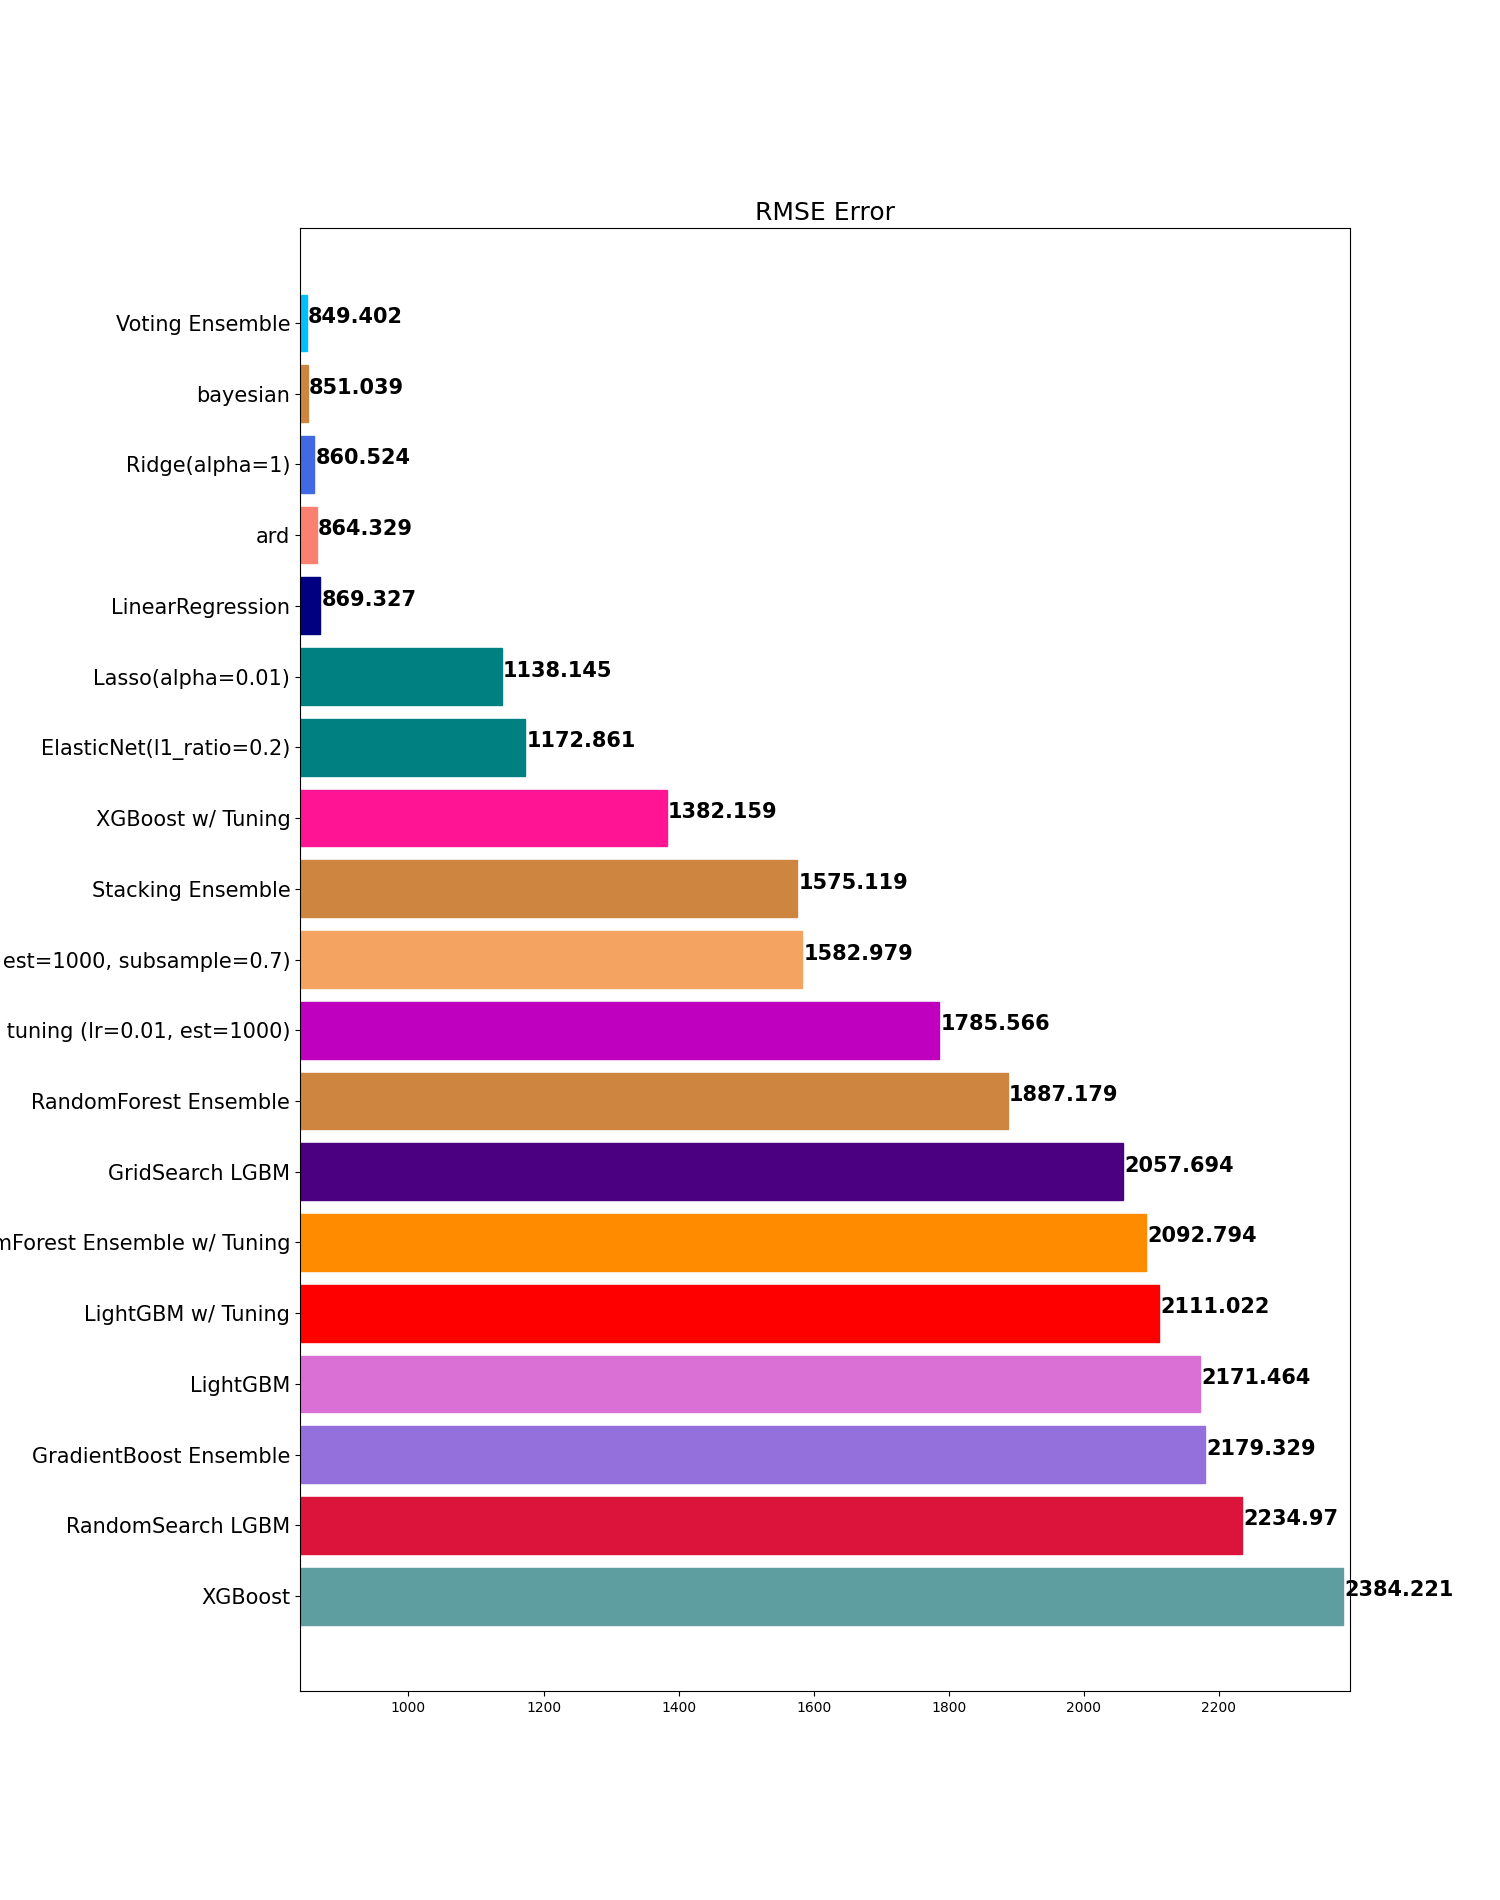 RMSE Error
Voting Ensemble 849.402
bayesian 851.039
Ridge(alpha=1) 860.524
ard 864.329
LinearRegression 869.327
Lasso(alpha=0.01) 1138.145
ElasticNet(l1_ratio=0.2) 1172.861
XGBoost w/ Tuning 1382.159
Stacking Ensemble 1575.119
est=1000, subsample=0.7) 1582.979
tuning (lr=0.01, est=1000) 1785.566
RandomForest Ensemble 1887.179
GridSearch LGBM 2057.694
Ensemble w/ Tuning 2092.794
LightGBM w/ Tuning 2111.022
LightGBM 2171.464
GradientBoost Ensemble 2179.329
RandomSearch LGBM 2234.97
XGBoost 2384.221
1000 1200 1400 1600 1800 2000 2200